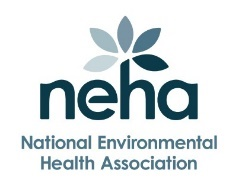 neha
National Environmental
Health Association